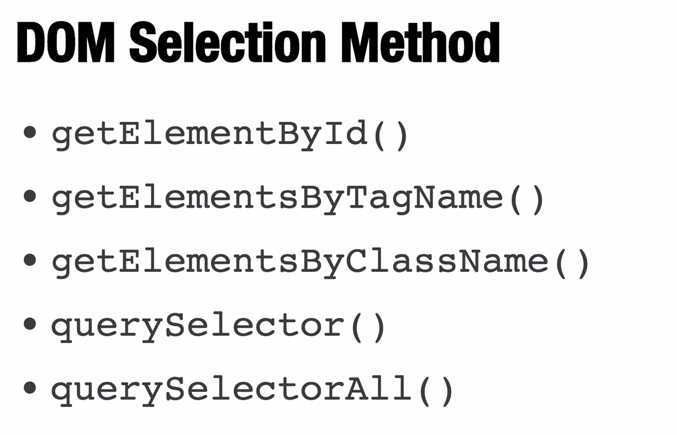 DOM Selection Method
• getElementById()
• getElementsByTagName()
• getElementsByClassName()
• querySelector()
• querySelectorAll()